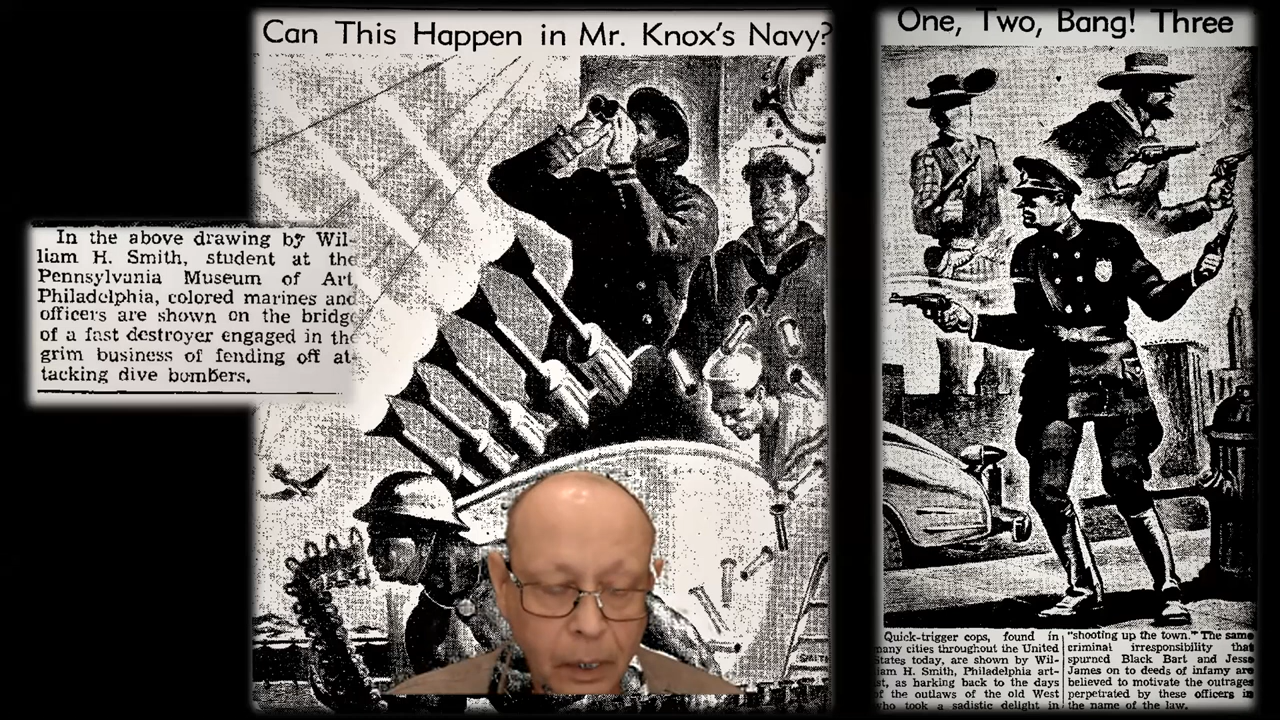 Can This Happen in Mr. Knox's Navy?
In the above drawing by Wil-
liam H. Smith, student at the
Pennsylvania Museum of Art
Philadelphia, colored marines and
officers are shown on the bridge
of a fast destroyer engaged in the
grim business of fending off at-
tacking dive bombers.
SMITH
One, Two, Bang! Three
Quick-trigger cops, found in
many cities throughout the United
States today, are shown by Wil-
liam H. Smith, Philadelphia art-
ist, as harking back to the days
of the outlaws of the old West
who took a sadistic delight in
"shooting up the town." The same
criminal irresponsibility that
spurned Black Bart and Jesse
James on to deeds of infamy are
believed to motivate the outrages
perpetrated by these officers in
the name of the law.